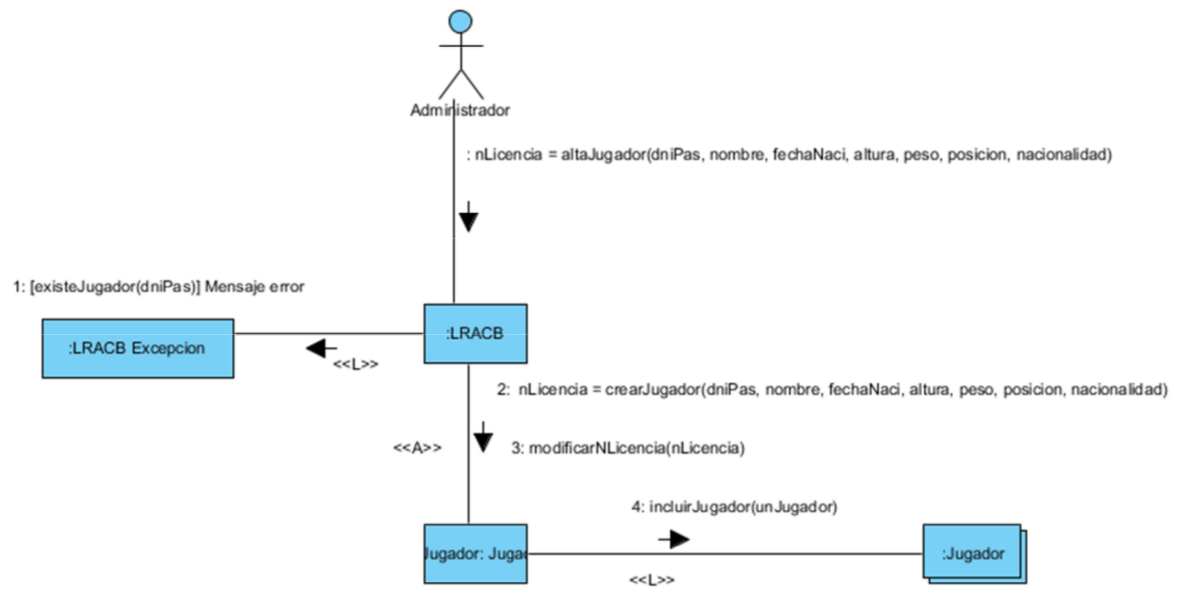 Administrador
: nLicencia = altaJugador(dniPas, nombre, fechaNaci, altura, peso, posicion, nacionalidad)
1: [existeJugador(dniPas)] Mensaje error
:LRACB Excepcion
<<L>>
:LRACB
2: nLicencia = crearJugador(dniPas, nombre, fechaNaci, altura, peso, posicion, nacionalidad)
<<A>>
3: modificarNLicencia(nLicencia)
4: incluirJugador(unJugador)
Jugador: Jugad
<<L>>
:Jugador